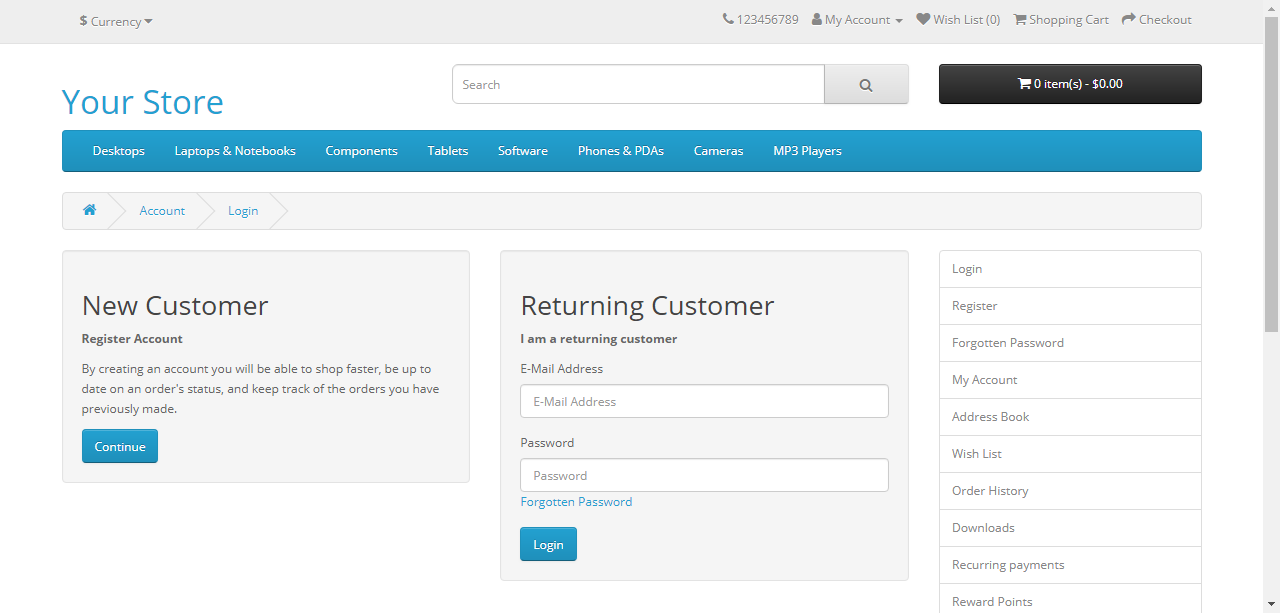 $ Currency
123456789 My Account Wish List (0) Shopping Cart Checkout
Your Store
Search
0 item(s) - $0.00
Desktops Laptops & Notebooks Components Tablets Software Phones & PDAs Cameras MP3 Players
Account Login
New Customer
Register Account
By creating an account you will be able to shop faster, be up to
date on an order's status, and keep track of the orders you have
previously made.
Continue
Returning Customer
I am a returning customer
E-Mail Address
E-Mail Address
Password
Password
Forgotten Password
Login
Login
Register
Forgotten Password
My Account
Address Book
Wish List
Order History
Downloads
Recurring payments
Reward Points